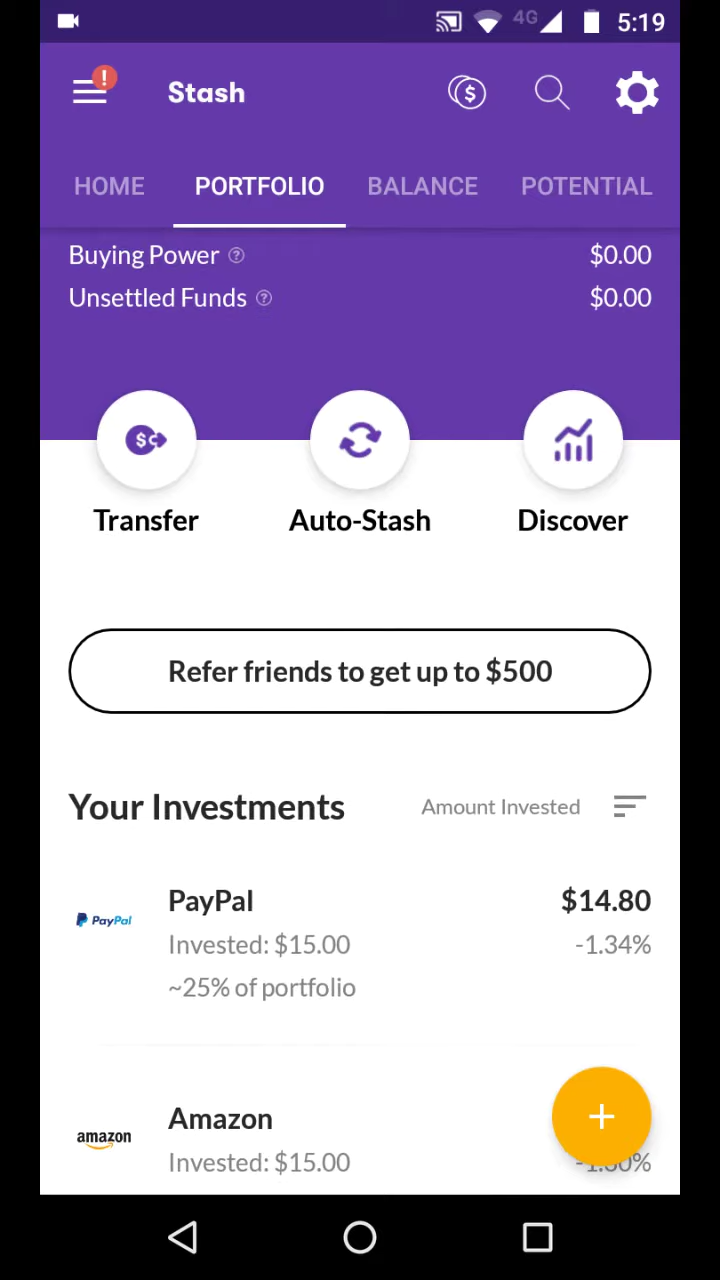 4G 5:19
! Stash $
HOME PORTFOLIO BALANCE POTENTIAL
Buying Power ? $0.00
Unsettled Funds ? $0.00
$
Transfer Auto-Stash Discover
Refer friends to get up to $500
Your Investments Amount Invested
PayPal $14.80
PayPal
Invested: $15.00 -1.34%
~25% of portfolio
Amazon +
amazon
Invested: $15.00